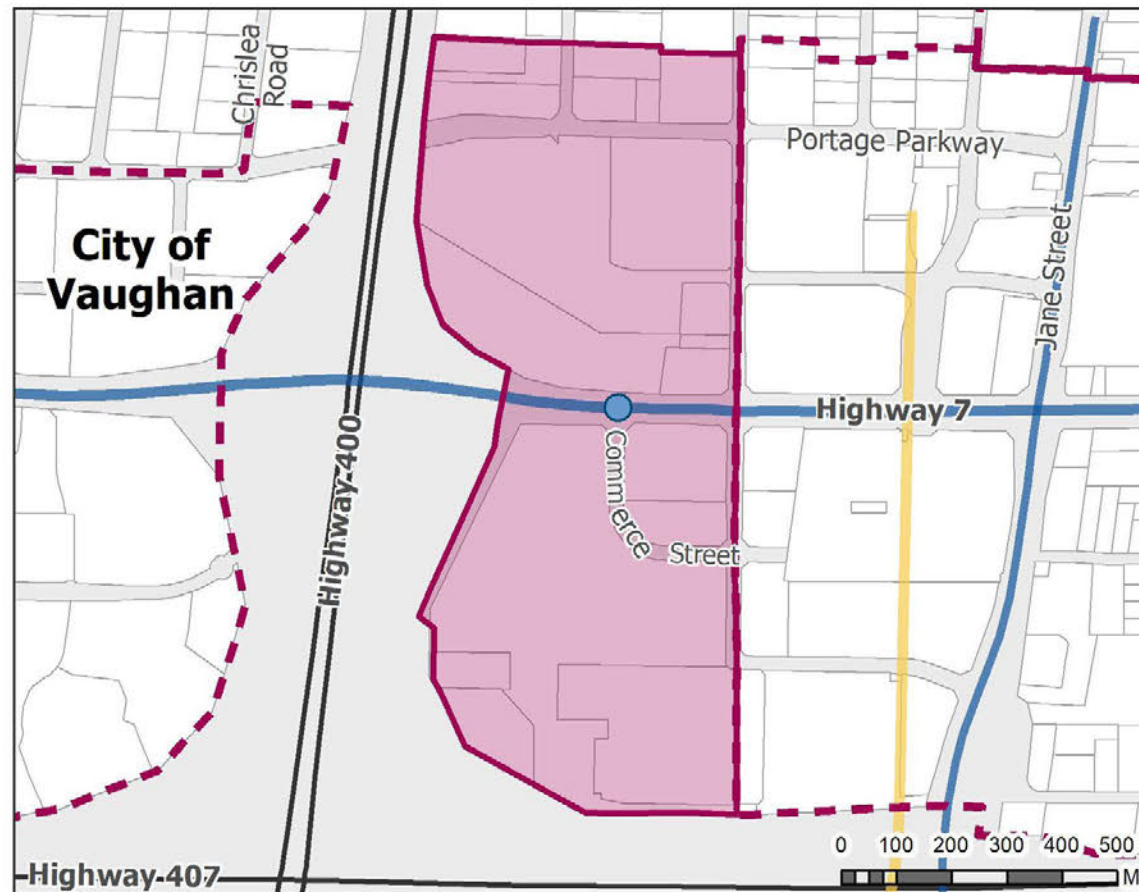 Chrislea
Road
Portage Parkway
City of
Vaughan
Jane Street
Highway 7
Highway 400
Commerce
Street
0 100 200 300 400 500
M
Highway 407